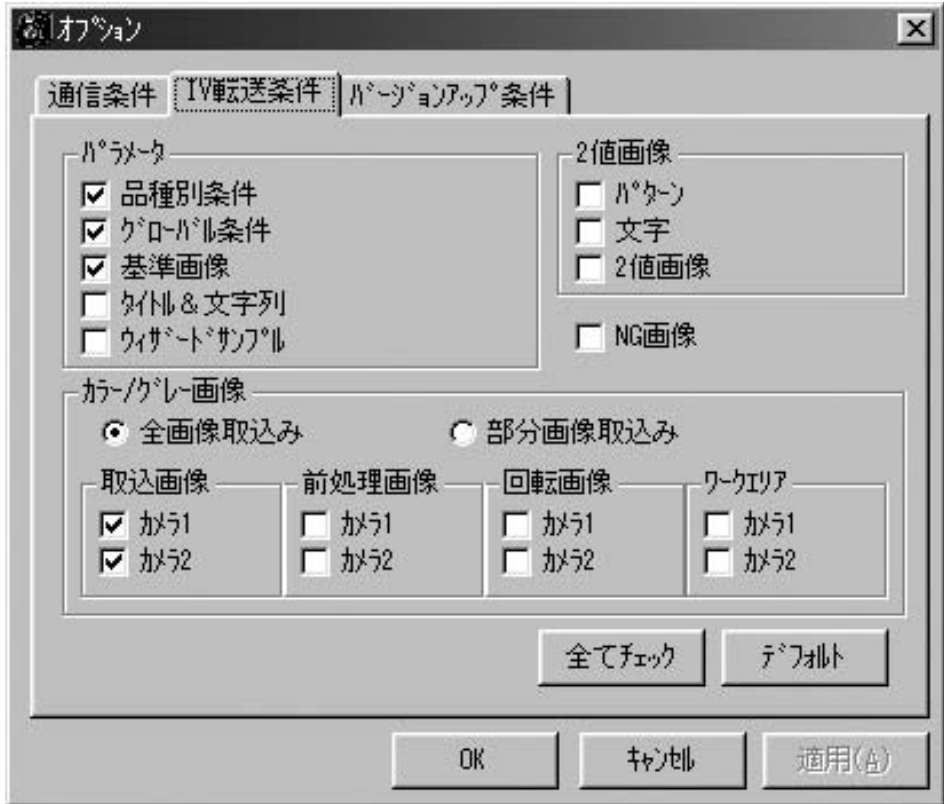 ｵﾌﾟｼｮﾝ
通信条件 IV転送条件 ﾊﾞｰｼﾞｮﾝｱｯﾌﾟ条件
ﾊﾟﾗﾒｰﾀ
品種別条件
ｸﾞﾛｰﾊﾞﾙ条件
基準画像
ﾀｲﾄﾙ＆文字列
ｳｨｻﾞｰﾄﾞｻﾝﾌﾟﾙ
2値画像
ﾊﾟﾀｰﾝ
文字
2値画像
NG画像
ｶﾗｰ/ｸﾞﾚｰ画像
全画像取込み 部分画像取込み
取込画像
ｶﾒﾗ1
ｶﾒﾗ2
前処理画像
ｶﾒﾗ1
ｶﾒﾗ2
回転画像
ｶﾒﾗ1
ｶﾒﾗ2
ﾜｰｸｴﾘｱ
ｶﾒﾗ1
ｶﾒﾗ2
全てﾁｪｯｸ ﾃﾞﾌｫﾙﾄ
OK ｷｬﾝｾﾙ 適用(A)